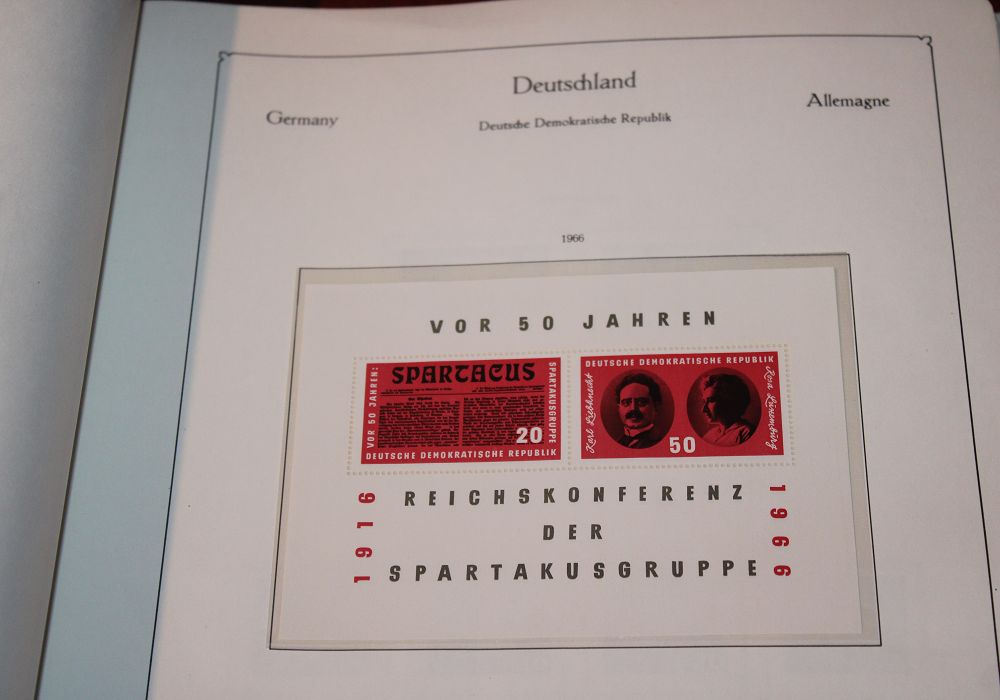 Deutschland
Germany
Allemagne
Deutsche Demokratische Republik
1966
VOR 50 JAHREN
VOR 50 JAHREN:
SPARTACUS
SPARTAKUSGRUPPE
20
DEUTSCHE DEMOKRATISCHE REPUBLIK
DEUTSCHE DEMOKRATISCHE REPUBLIK
Karl Liebknecht
Rosa Luxemburg
50
1916
REICHSKONFERENZ
DER
SPARTAKUSGRUPPE
1966